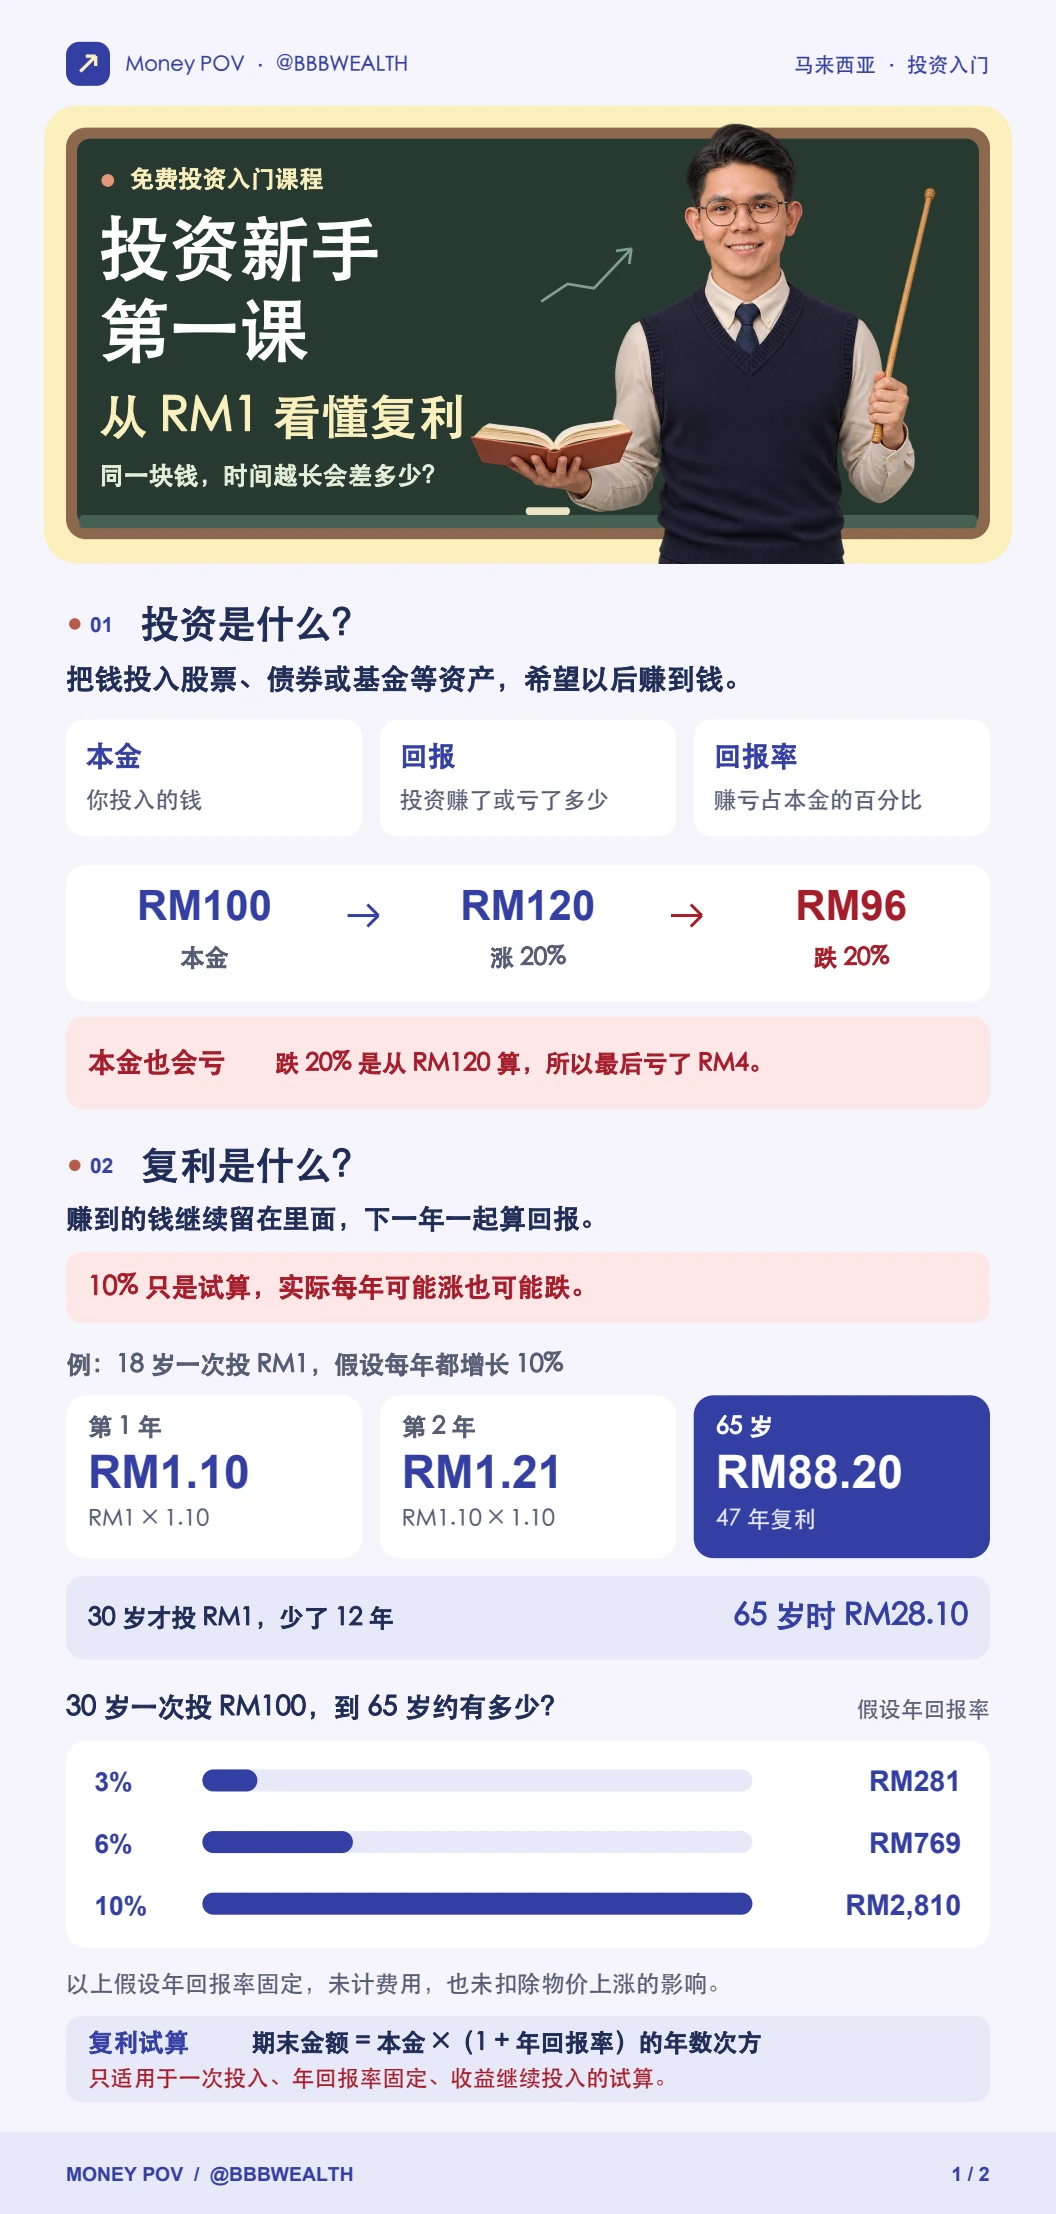 Money POV · @BBBWEALTH
马来西亚 · 投资入门
免费投资入门课程
投资新手
第一课
从 RM1 看懂复利
同一块钱，时间越长会差多少？
01 投资是什么？
把钱投入股票、债券或基金等资产，希望以后赚到钱。
本金
你投入的钱
回报
投资赚了或亏了多少
回报率
赚亏占本金的百分比
RM100 → RM120 → RM96
本金 涨 20% 跌 20%
本金也会亏 跌 20% 是从 RM120 算，所以最后亏了 RM4。
02 复利是什么？
赚到的钱继续留在里面，下一年一起算回报。
10% 只是试算，实际每年可能涨也可能跌。
例：18 岁一次投 RM1，假设每年都增长 10%
第 1 年
RM1.10
RM1 × 1.10
第 2 年
RM1.21
RM1.10 × 1.10
65 岁
RM88.20
47 年复利
30 岁才投 RM1，少了 12 年 65 岁时 RM28.10
30 岁一次投 RM100，到 65 岁约有多少？ 假设年回报率
3% RM281
6% RM769
10% RM2,810
以上假设年回报率固定，未计费用，也未扣除物价上涨的影响。
复利试算 期末金额 = 本金 ×（1 + 年回报率）的年数次方
只适用于一次投入、年回报率固定、收益继续投入的试算。
MONEY POV / @BBBWEALTH 1 / 2